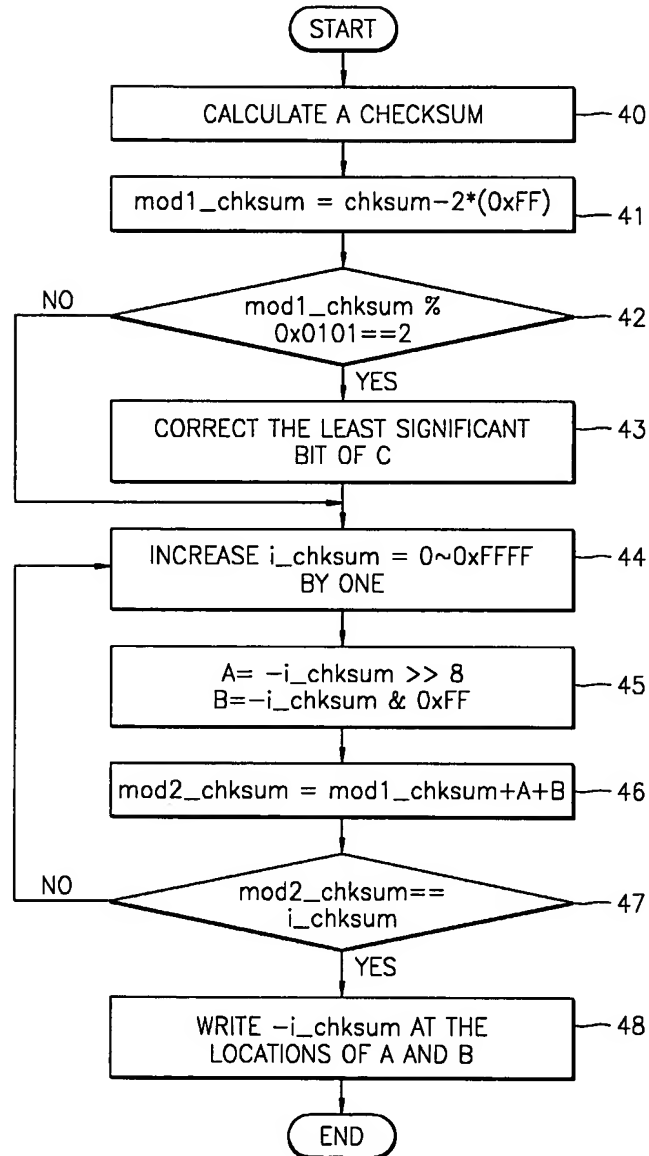 START
CALCULATE A CHECKSUM
40
mod1_chksum = chksum-2*(0xFF)
41
NO
mod1_chksum %
0x0101==2
42
YES
CORRECT THE LEAST SIGNIFICANT
BIT OF C
43
INCREASE i_chksum = 0~0xFFFF
BY ONE
44
A= -i_chksum >> 8
B=-i_chksum & 0xFF
45
mod2_chksum = mod1_chksum+A+B
46
NO
mod2_chksum==
i_chksum
47
YES
WRITE -i_chksum AT THE
LOCATIONS OF A AND B
48
END